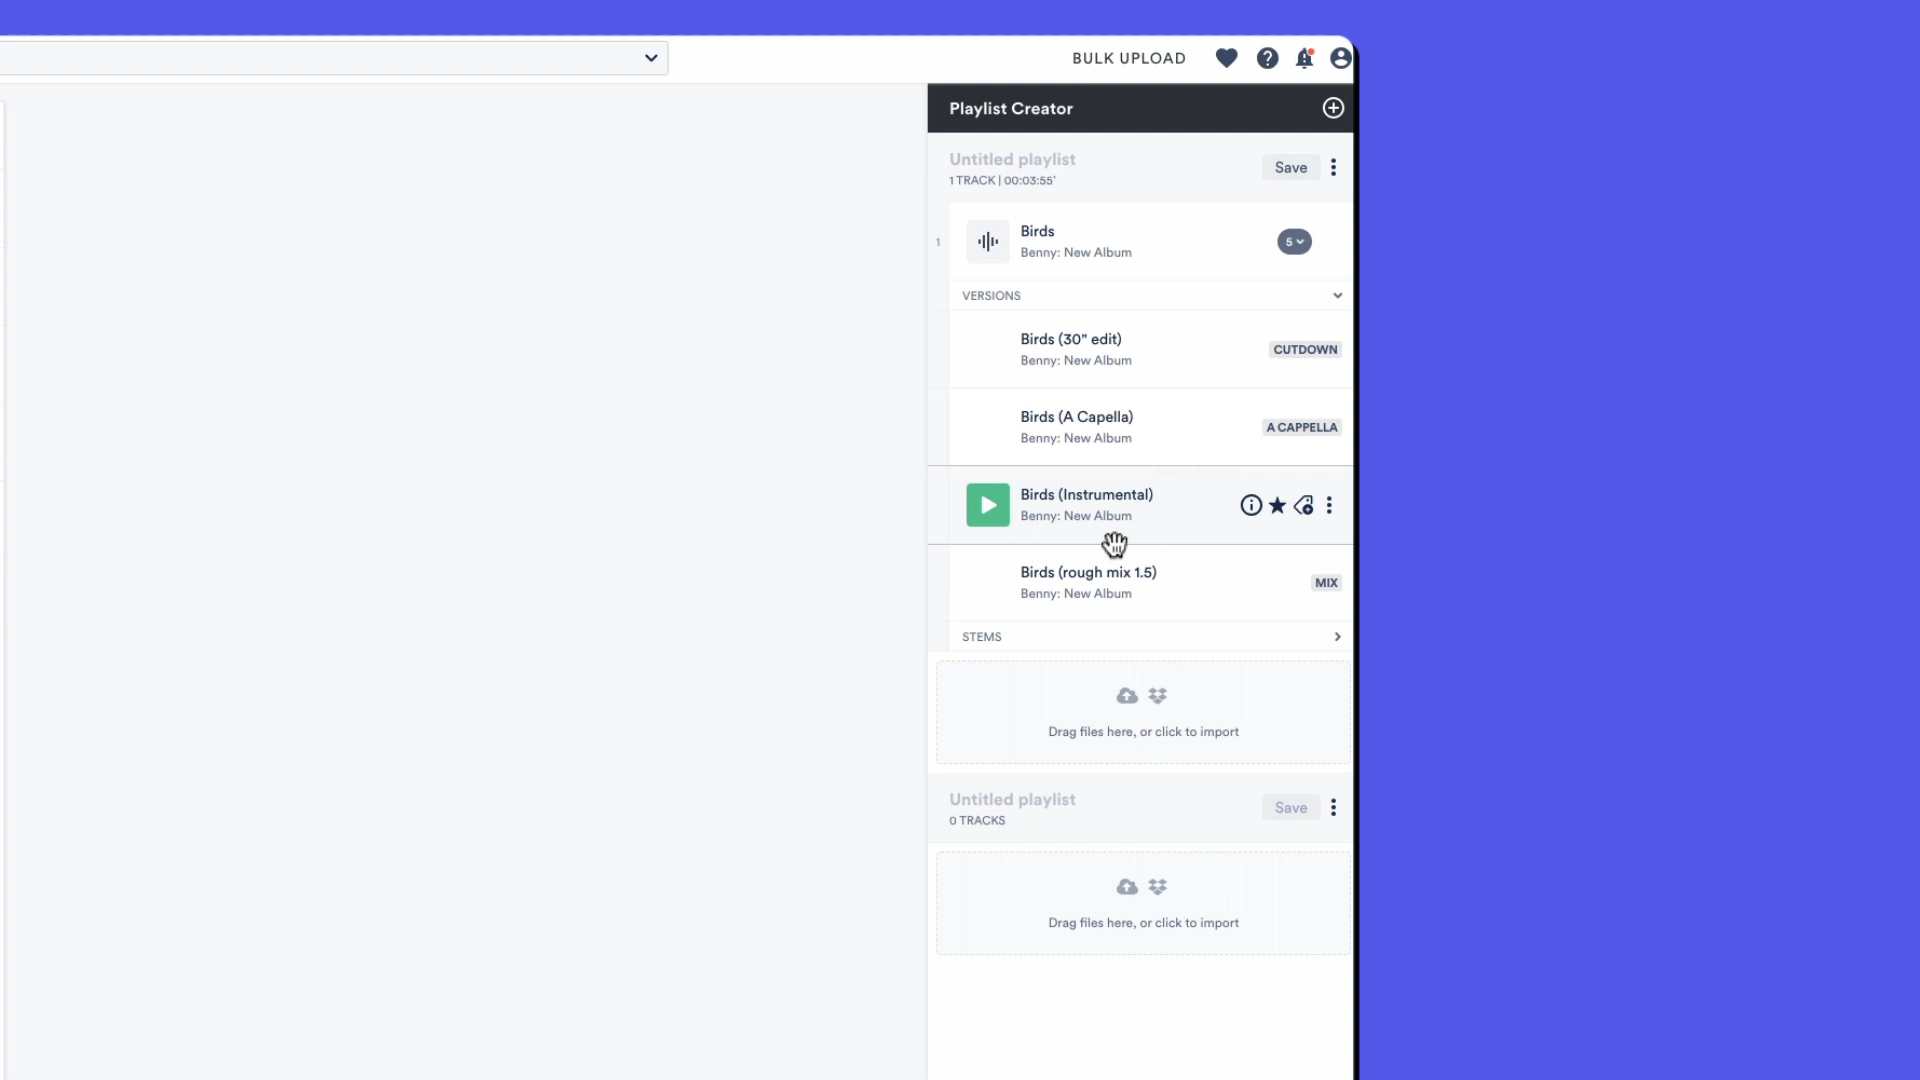 BULK UPLOAD
Playlist Creator
Untitled playlist
Save
1 TRACK | 00:03:55'
1
Birds
Benny: New Album
5
VERSIONS
Birds (30" edit)
Benny: New Album
CUTDOWN
Birds (A Capella)
Benny: New Album
A CAPPELLA
Birds (Instrumental)
Benny: New Album
Birds (rough mix 1.5)
Benny: New Album
MIX
STEMS
Drag files here, or click to import
Untitled playlist
Save
0 TRACKS
Drag files here, or click to import